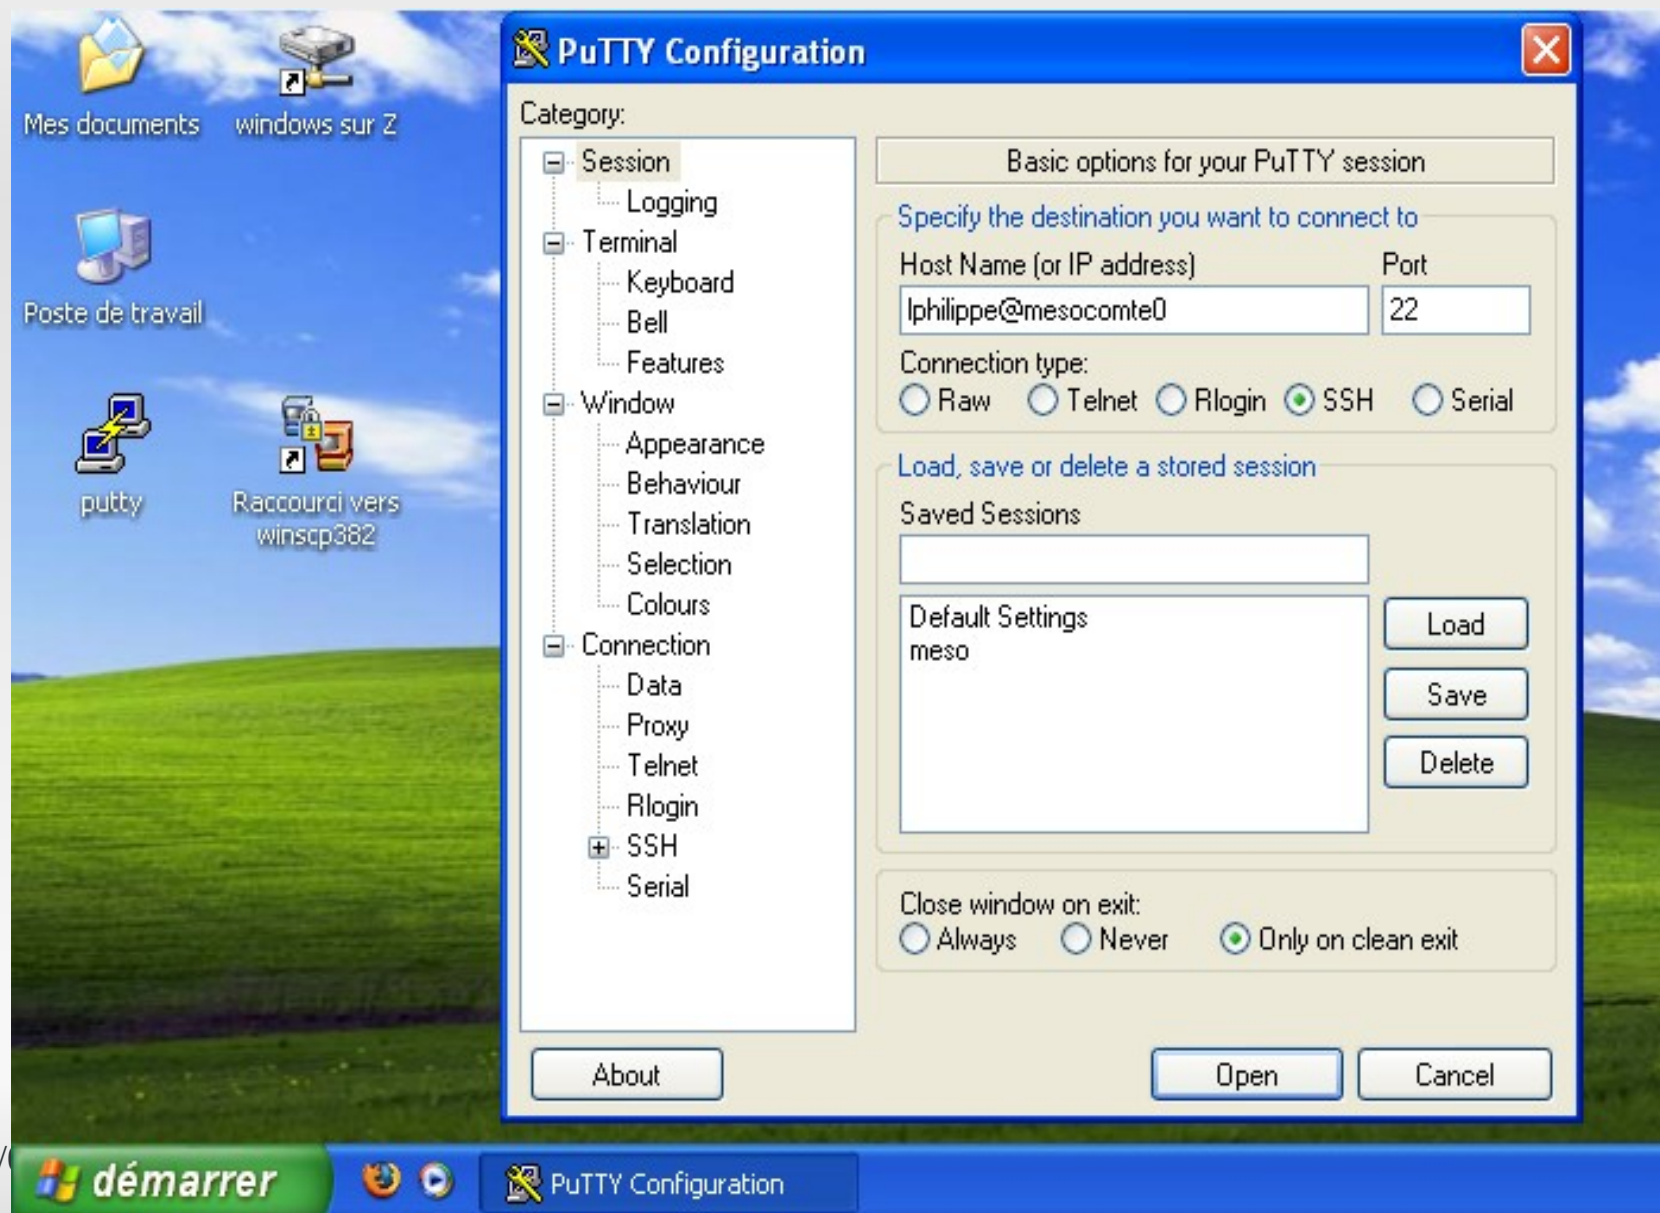 Mes documents
windows sur Z
Poste de travail
putty
Raccourci vers
winscp382
PuTTY Configuration
Category:
Session
Logging
Terminal
Keyboard
Bell
Features
Window
Appearance
Behaviour
Translation
Selection
Colours
Connection
Data
Proxy
Telnet
Rlogin
SSH
Serial
Basic options for your PuTTY session
Specify the destination you want to connect to
Host Name (or IP address) Port
lphilippe@mesocomte0 22
Connection type:
Raw Telnet Rlogin SSH Serial
Load, save or delete a stored session
Saved Sessions
Default Settings
meso
Load
Save
Delete
Close window on exit:
Always Never Only on clean exit
About Open Cancel
démarrer PuTTY Configuration